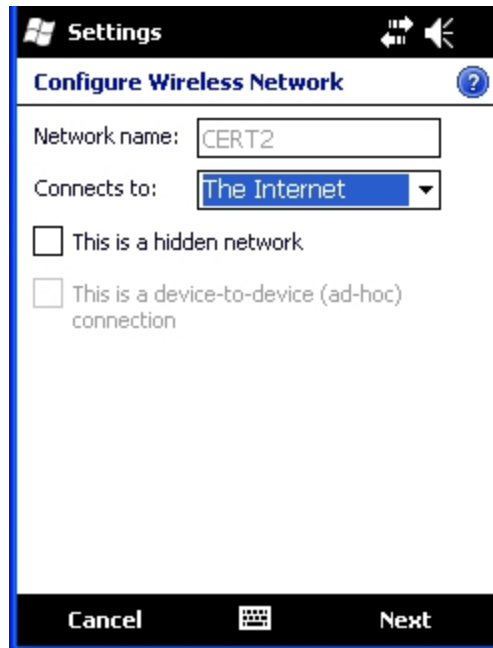 Settings
Configure Wireless Network
?
Network name: CERT2
Connects to: The Internet
This is a hidden network
This is a device-to-device (ad-hoc)
connection
Cancel Next